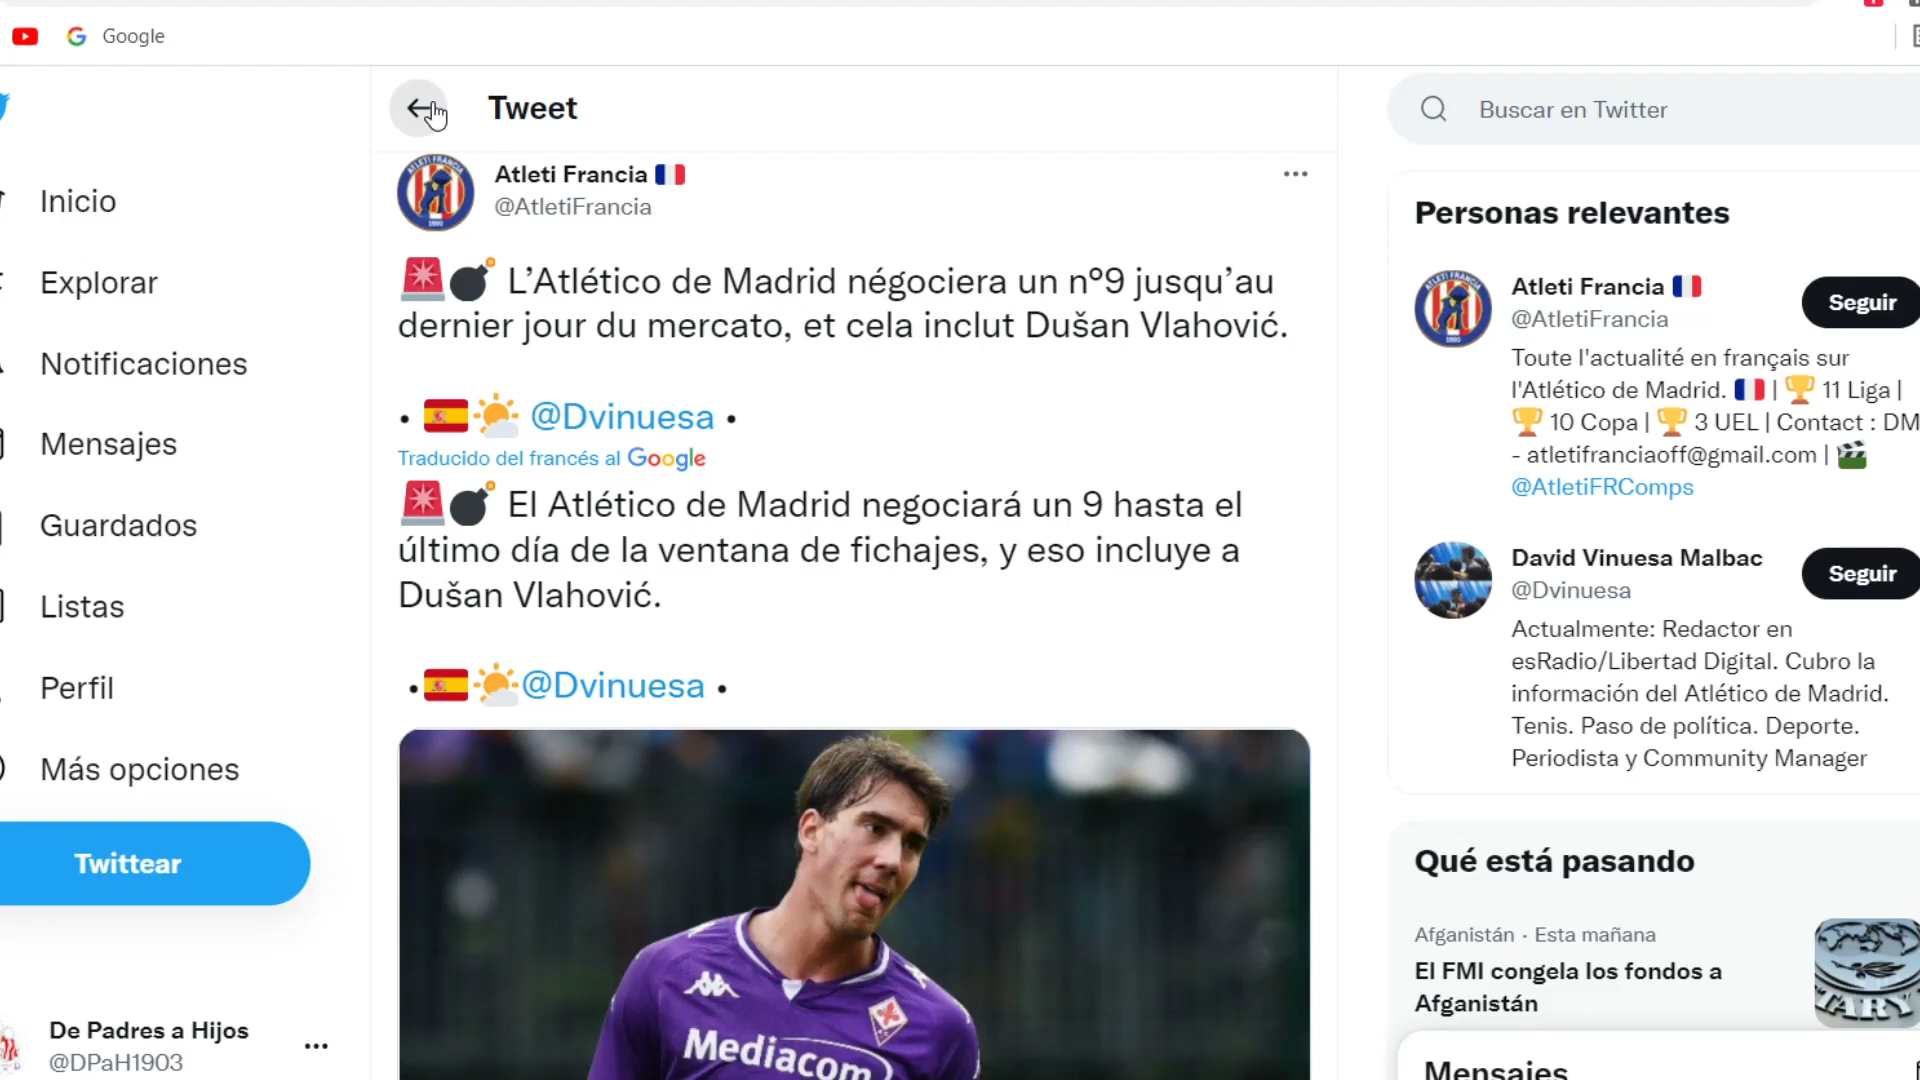 Google
Tweet
Buscar en Twitter
Inicio
Explorar
Notificaciones
Mensajes
Guardados
Listas
Perfil
Más opciones
Twittear
De Padres a Hijos
@DPaH1903
Atleti Francia 🇫🇷
@AtletiFrancia
🚨💣 L’Atlético de Madrid négociera un nº9 jusqu’au
dernier jour du mercato, et cela inclut Dušan Vlahović.
• 🇪🇸⛅ @Dvinuesa •
Traducido del francés al Google
🚨💣 El Atlético de Madrid negociará un 9 hasta el
último día de la ventana de fichajes, y eso incluye a
Dušan Vlahović.
• 🇪🇸⛅@Dvinuesa •
Mediacom
Personas relevantes
Atleti Francia 🇫🇷
@AtletiFrancia
Seguir
Toute l'actualité en français sur
l'Atlético de Madrid. 🇫🇷 | 🏆 11 Liga |
🏆 10 Copa | 🏆 3 UEL | Contact : DM
- atletifranciaoff@gmail.com | 🎬
@AtletiFRComps
David Vinuesa Malbac
@Dvinuesa
Seguir
Actualmente: Redactor en
esRadio/Libertad Digital. Cubro la
información del Atlético de Madrid.
Tenis. Paso de política. Deporte.
Periodista y Community Manager
Qué está pasando
Afganistán · Esta mañana
El FMI congela los fondos a
Afganistán
Mensajes